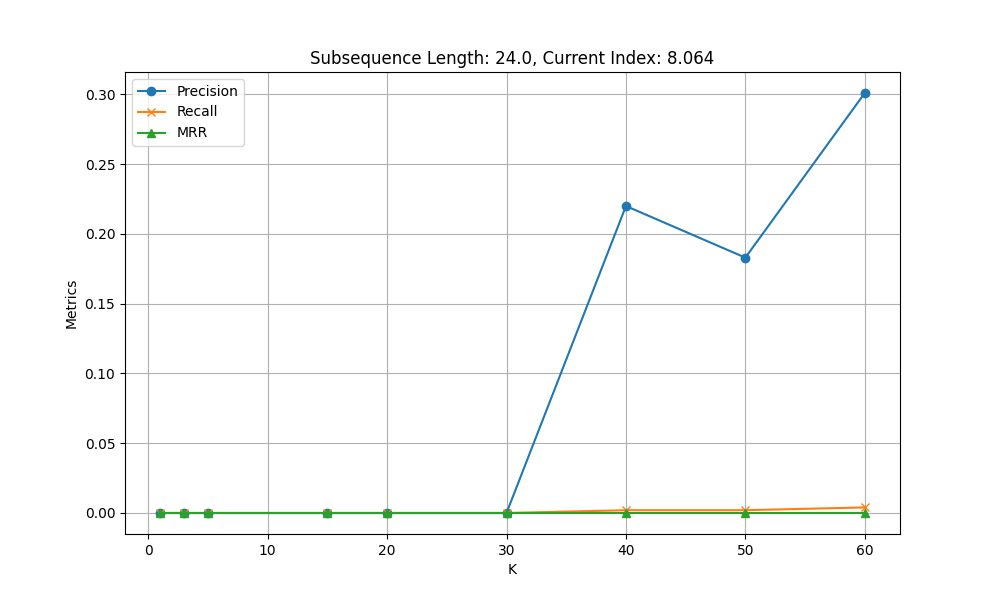 Subsequence Length: 24.0, Current Index: 8.064
Precision
Recall
MRR
0.30
0.25
0.20
0.15
0.10
0.05
0.00
Metrics
0 10 20 30 40 50 60
K